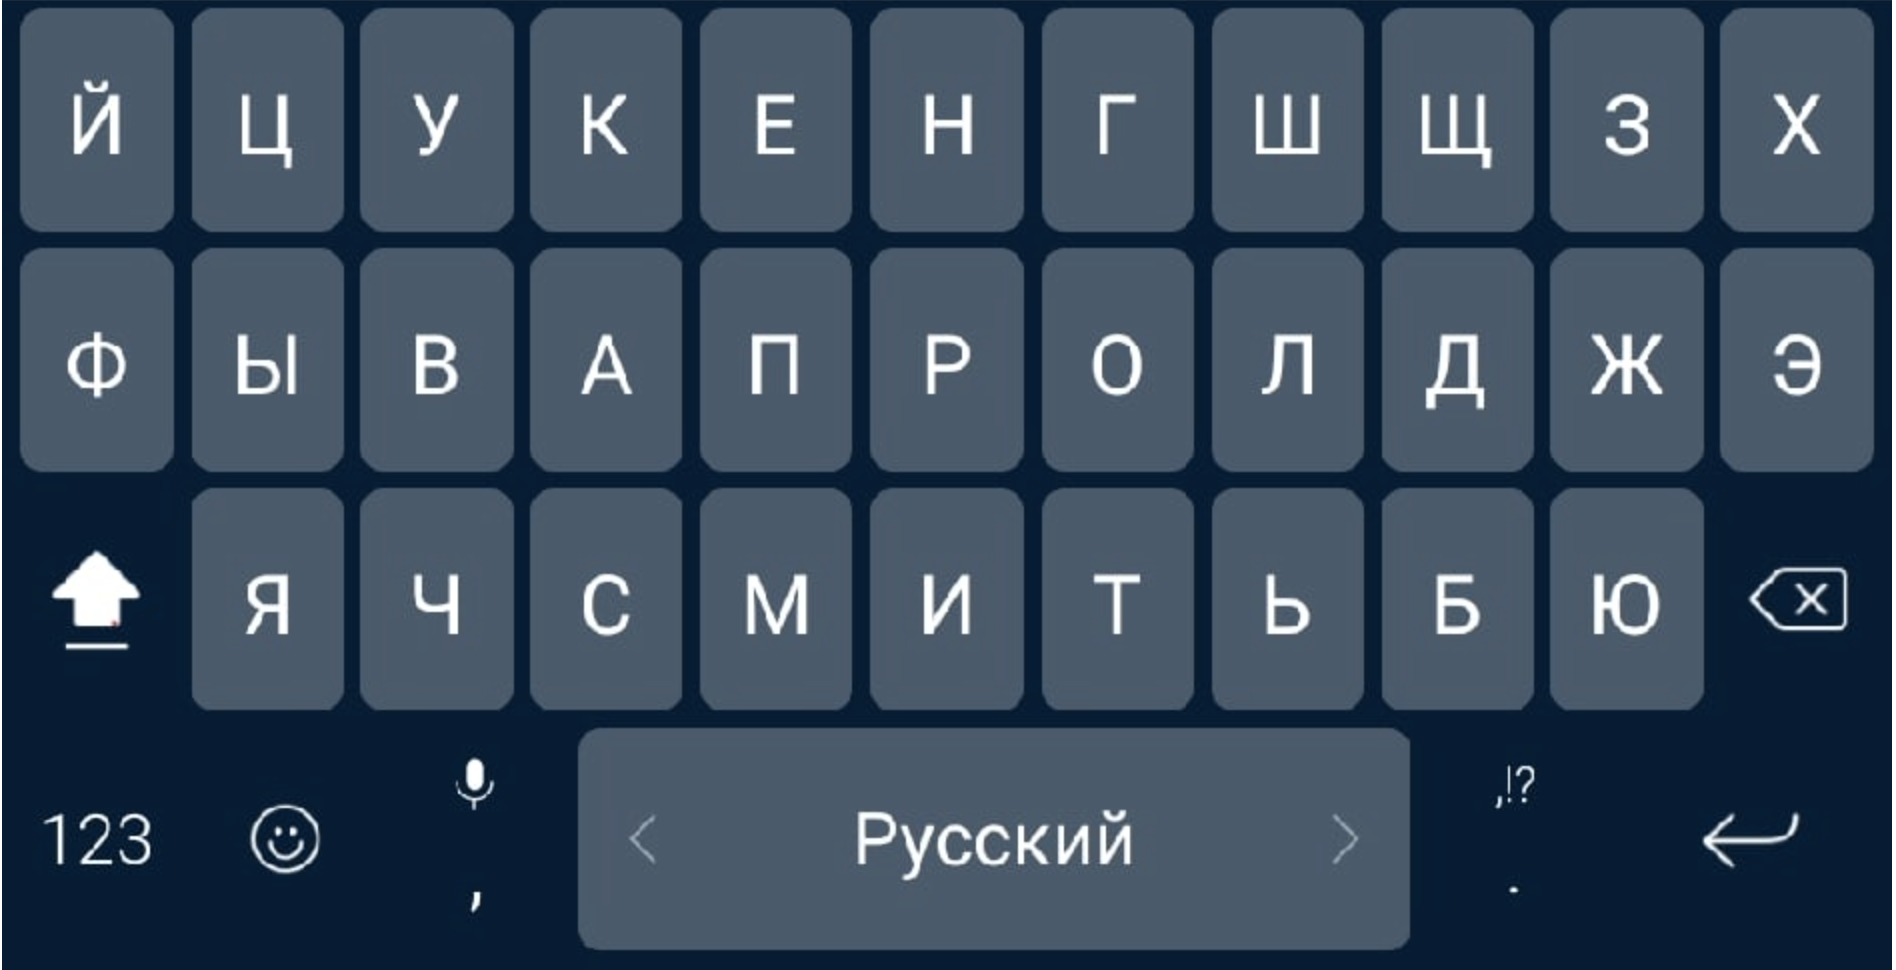 Й Ц У К Е Н Г Ш Щ З Х
Ф Ы В А П Р О Л Д Ж Э
Я Ч С М И Т Ь Б Ю
123 , Русский ,!? .